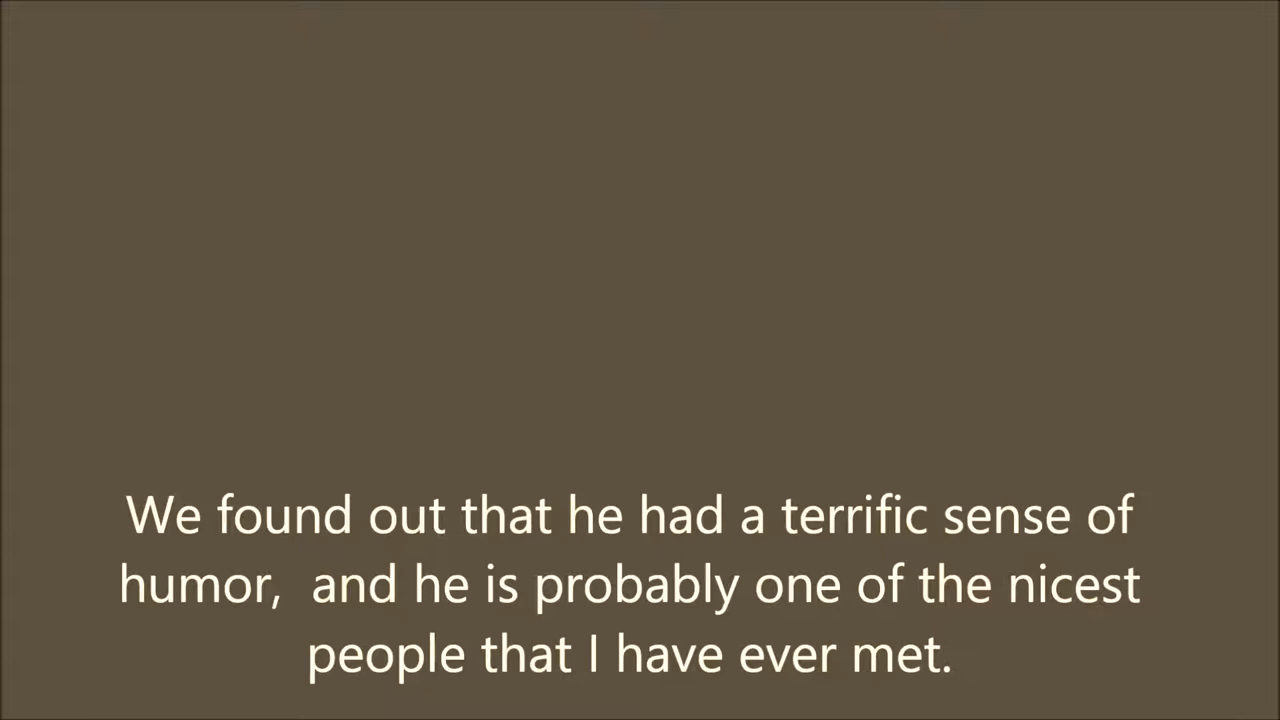 We found out that he had a terrific sense of
humor,  and he is probably one of the nicest
people that I have ever met.